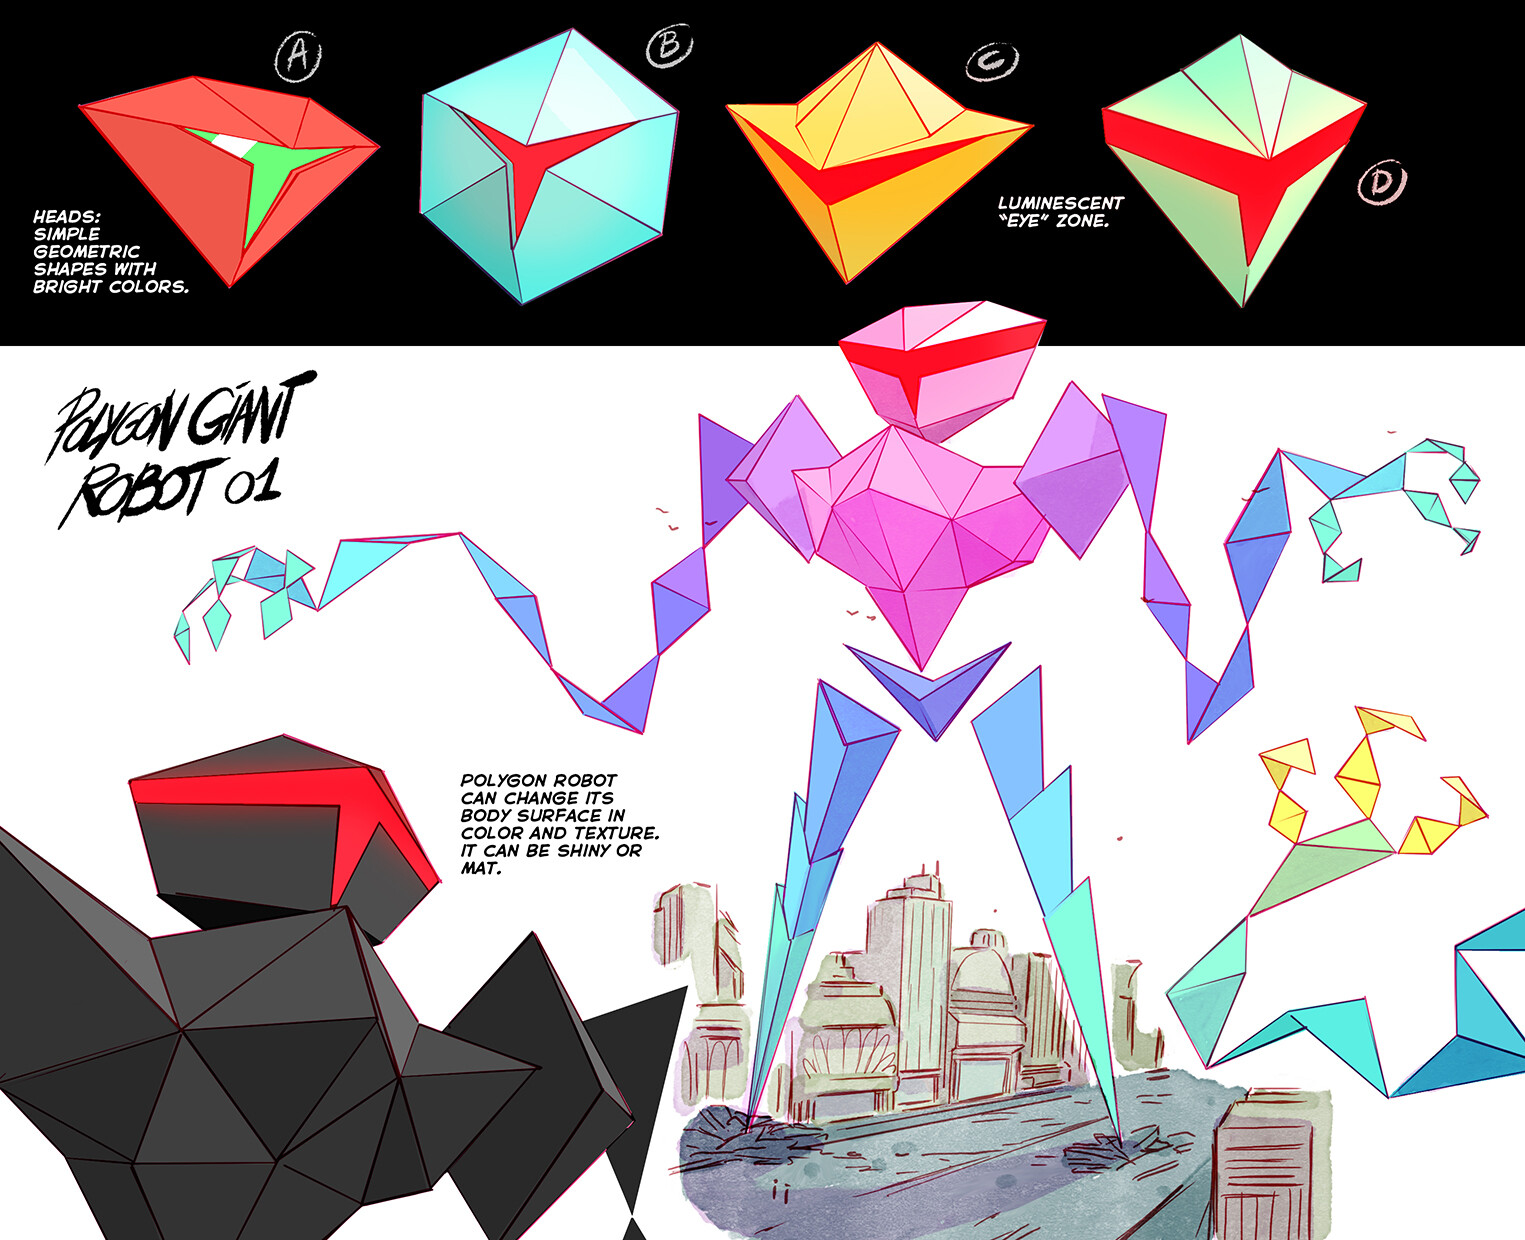 A
B
C
D
HEADS:
SIMPLE
GEOMETRIC
SHAPES WITH
BRIGHT COLORS.
LUMINESCENT
"EYE" ZONE.
POLYGON GIANT
ROBOT 01
POLYGON ROBOT
CAN CHANGE ITS
BODY SURFACE IN
COLOR AND TEXTURE.
IT CAN BE SHINY OR
MAT.